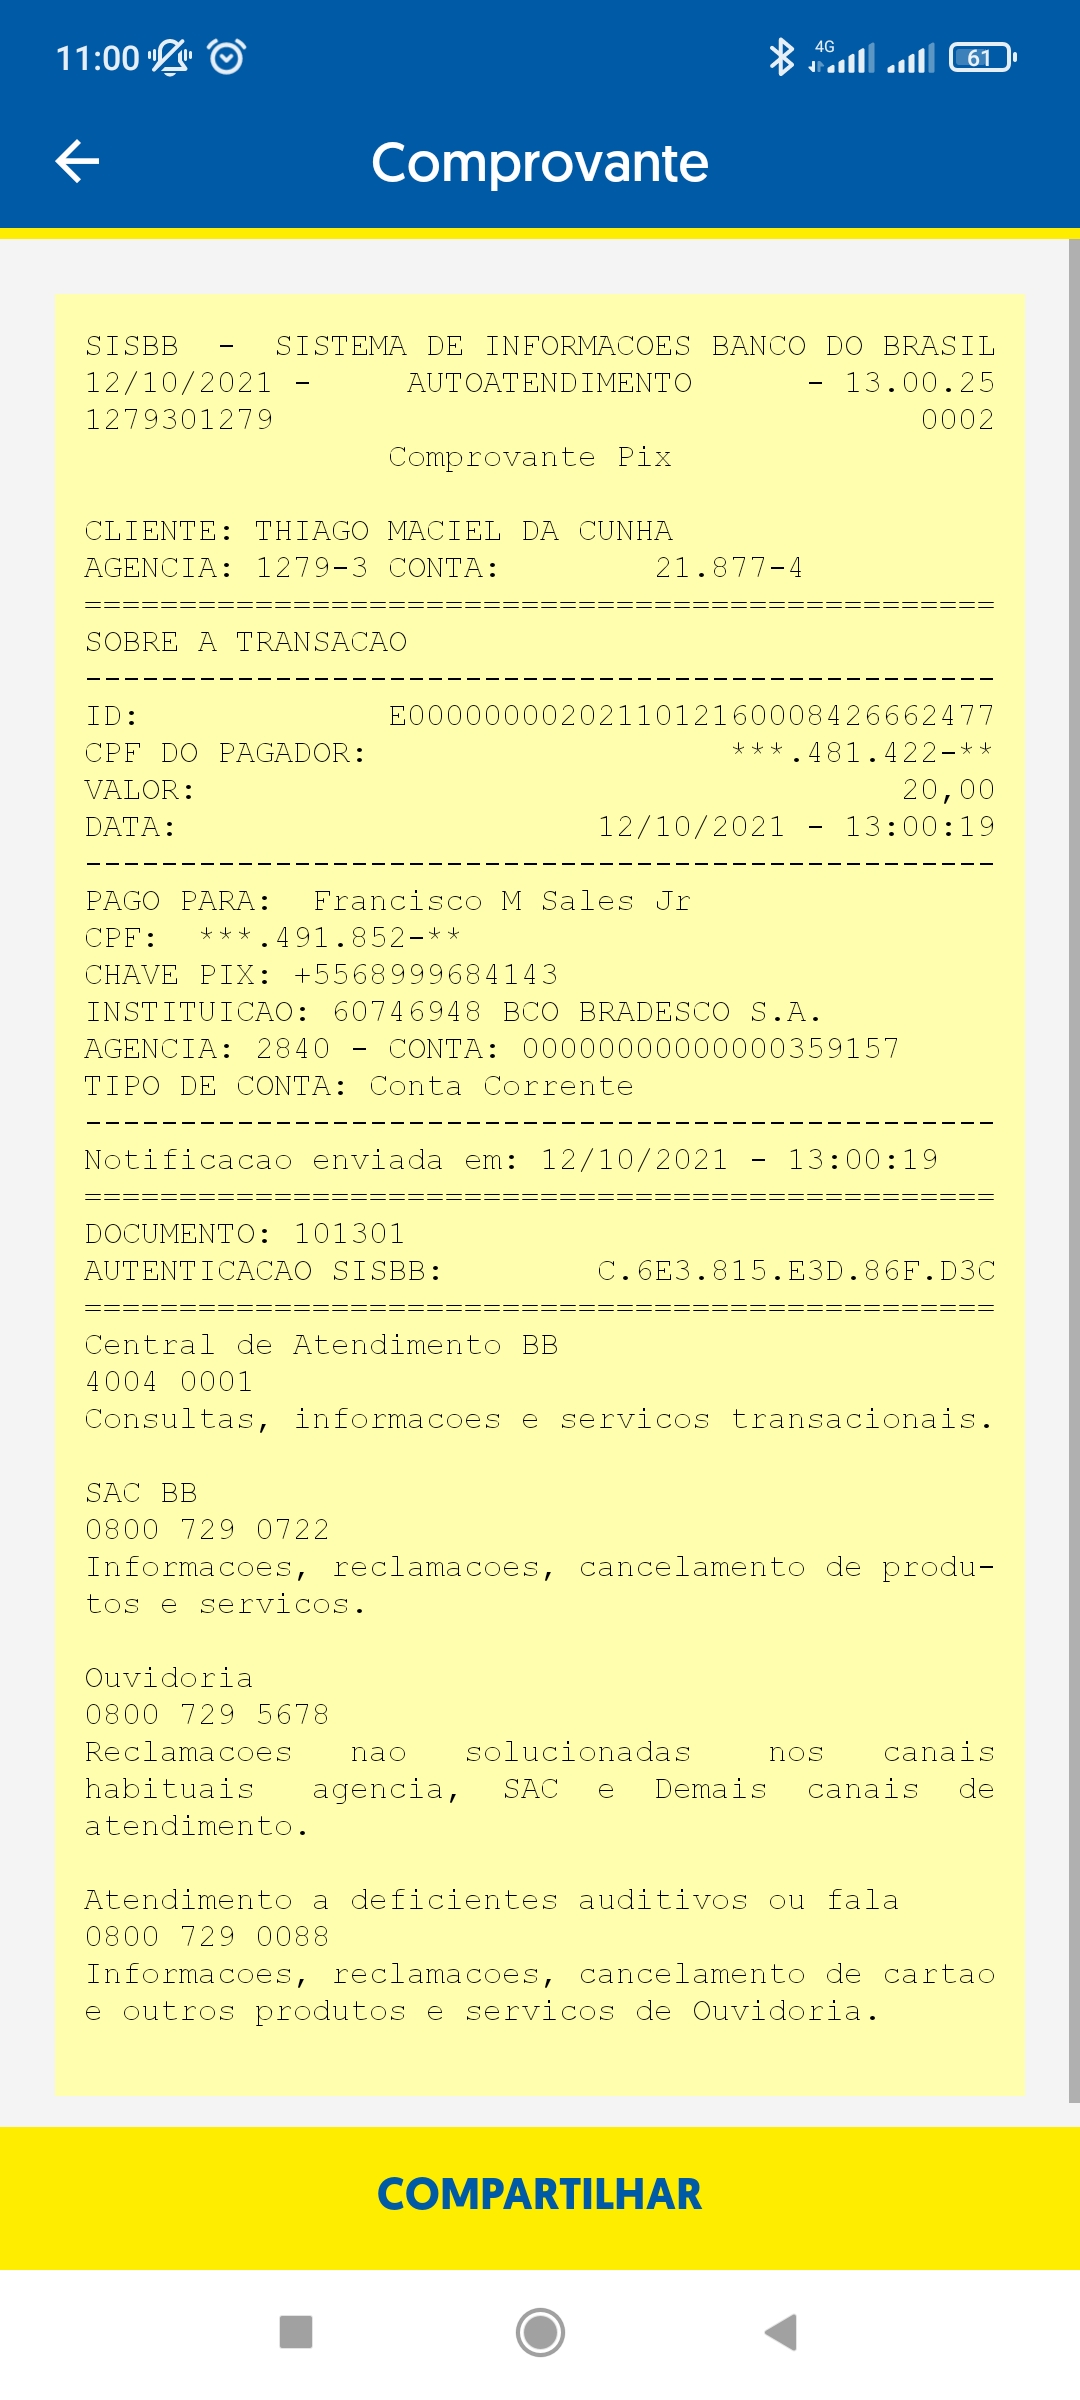 11:00
4G
61
Comprovante
SISBB - SISTEMA DE INFORMACOES BANCO DO BRASIL
12/10/2021 - AUTOATENDIMENTO - 13.00.25
1279301279 0002
Comprovante Pix
CLIENTE: THIAGO MACIEL DA CUNHA
AGENCIA: 1279-3 CONTA: 21.877-4
================================================
SOBRE A TRANSACAO
------------------------------------------------
ID: E0000000020211012160008426662477
CPF DO PAGADOR: ***.481.422-**
VALOR: 20,00
DATA: 12/10/2021 - 13:00:19
------------------------------------------------
PAGO PARA: Francisco M Sales Jr
CPF: ***.491.852-**
CHAVE PIX: +5568999684143
INSTITUICAO: 60746948 BCO BRADESCO S.A.
AGENCIA: 2840 - CONTA: 00000000000000359157
TIPO DE CONTA: Conta Corrente
------------------------------------------------
Notificacao enviada em: 12/10/2021 - 13:00:19
================================================
DOCUMENTO: 101301
AUTENTICACAO SISBB: C.6E3.815.E3D.86F.D3C
================================================
Central de Atendimento BB
4004 0001
Consultas, informacoes e servicos transacionais.
SAC BB
0800 729 0722
Informacoes, reclamacoes, cancelamento de produ-
tos e servicos.
Ouvidoria
0800 729 5678
Reclamacoes nao solucionadas nos canais
habituais agencia, SAC e Demais canais de
atendimento.
Atendimento a deficientes auditivos ou fala
0800 729 0088
Informacoes, reclamacoes, cancelamento de cartao
e outros produtos e servicos de Ouvidoria.
COMPARTILHAR